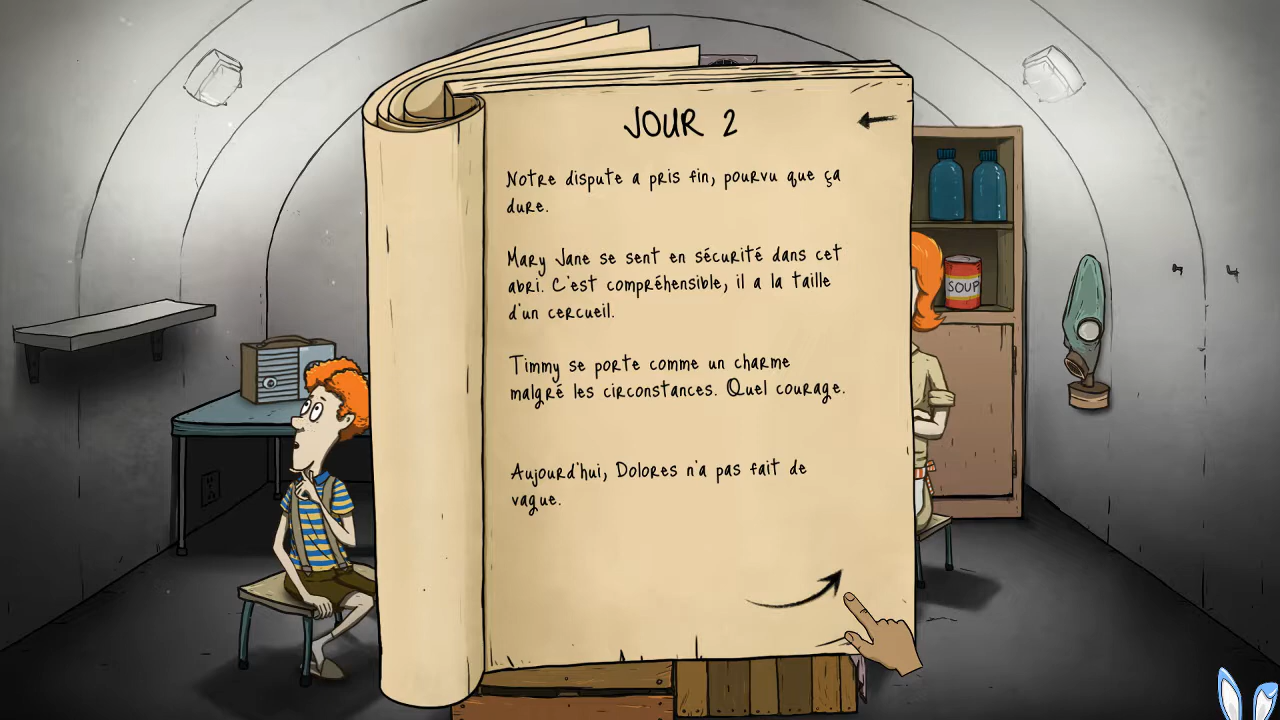 JOUR 2
Notre dispute a pris fin, pourvu que ça
dure.
Mary Jane se sent en sécurité dans cet
abri. C'est compréhensible, il a la taille
d'un cercueil.
Timmy se porte comme un charme
malgré les circonstances. Quel courage.
Aujourd'hui, Dolores n'a pas fait de
vague.
SOUP